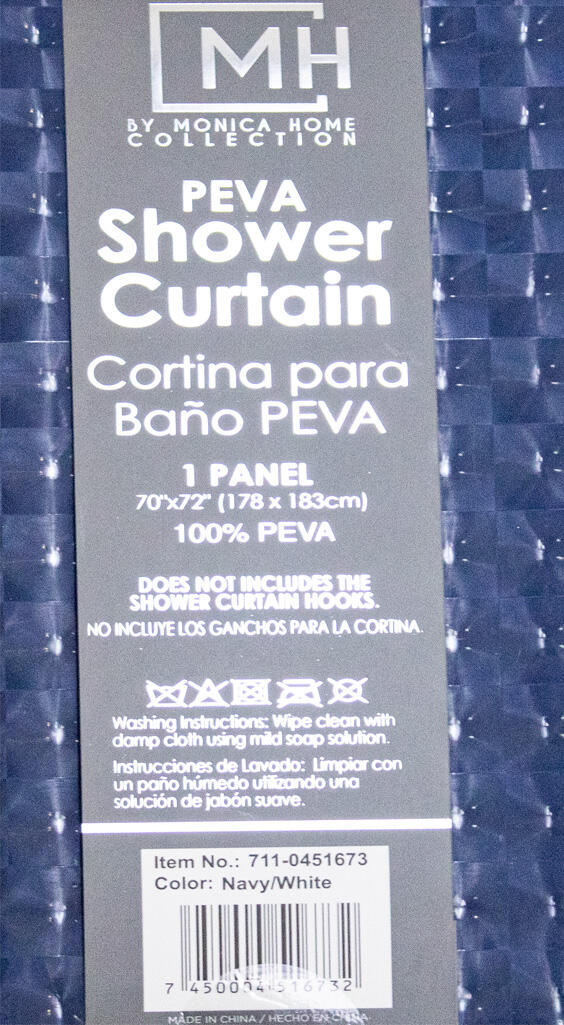 MH
BY MONICA HOME
COLLECTION
PEVA
Shower
Curtain
Cortina para
Baño PEVA
1 PANEL
70"x72" (178 x 183cm)
100% PEVA
DOES NOT INCLUDES THE
SHOWER CURTAIN HOOKS.
NO INCLUYE LOS GANCHOS PARA LA CORTINA.
Washing Instructions: Wipe clean with
damp cloth using mild soap solution.
Instrucciones de Lavado: Limpiar con
un paño húmedo utilizando una
solución de jabón suave.
Item No.: 711-0451673
Color: Navy/White
7 450004 516732
MADE IN CHINA / HECHO EN CHINA